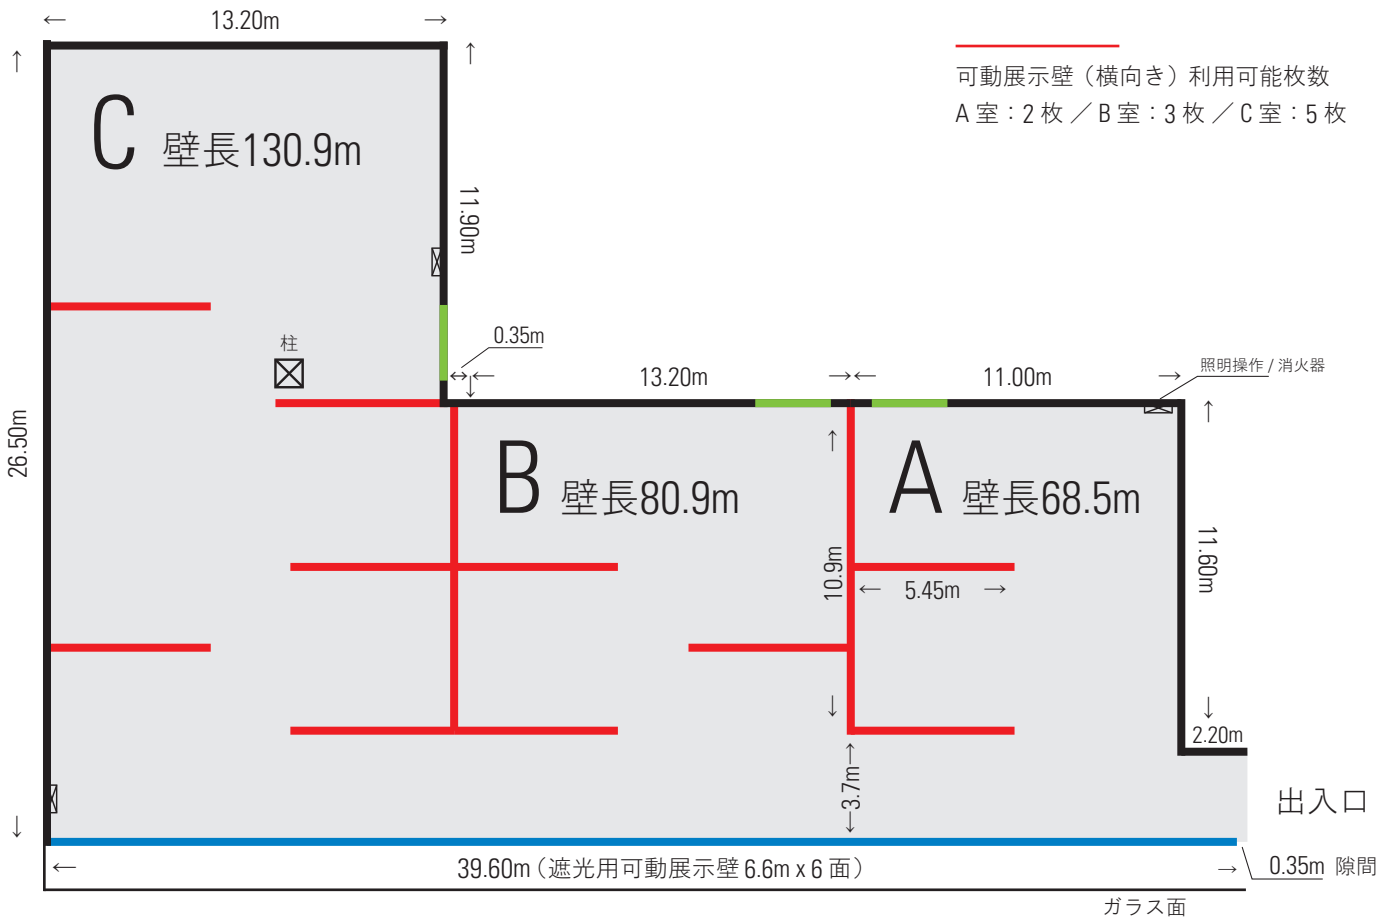 13.20m
可動展示壁（横向き）利用可能枚数
A 室：2 枚 ／ B 室：3 枚 ／ C 室：5 枚
C 壁長130.9m
11.90m
26.50m
柱
0.35m
13.20m
11.00m
照明操作 / 消火器
B 壁長80.9m
A 壁長68.5m
10.9m
5.45m
11.60m
2.20m
3.7m
出入口
39.60m（遮光用可動展示壁 6.6m x 6 面）
0.35m 隙間
ガラス面